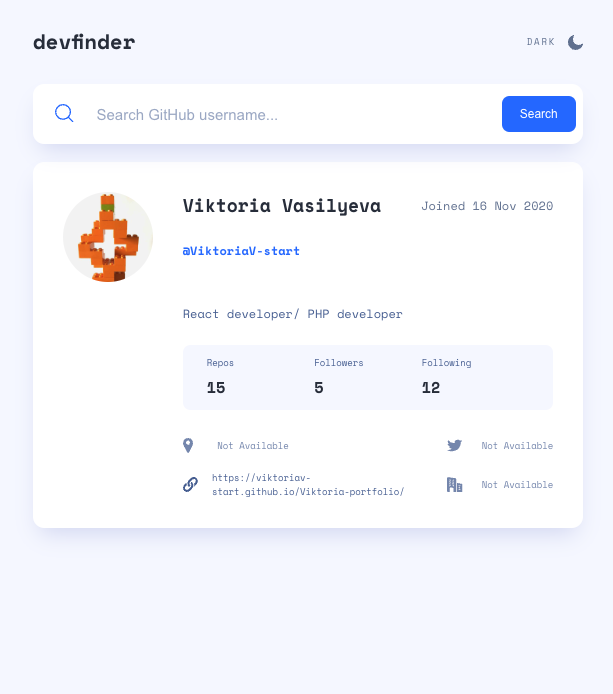 devfinder
DARK
Search GitHub username...
Search
Viktoria Vasilyeva
Joined 16 Nov 2020
@ViktoriaV-start
React developer/ PHP developer
Repos Followers Following
15 5 12
Not Available
Not Available
https://viktoriav-
start.github.io/Viktoria-portfolio/
Not Available